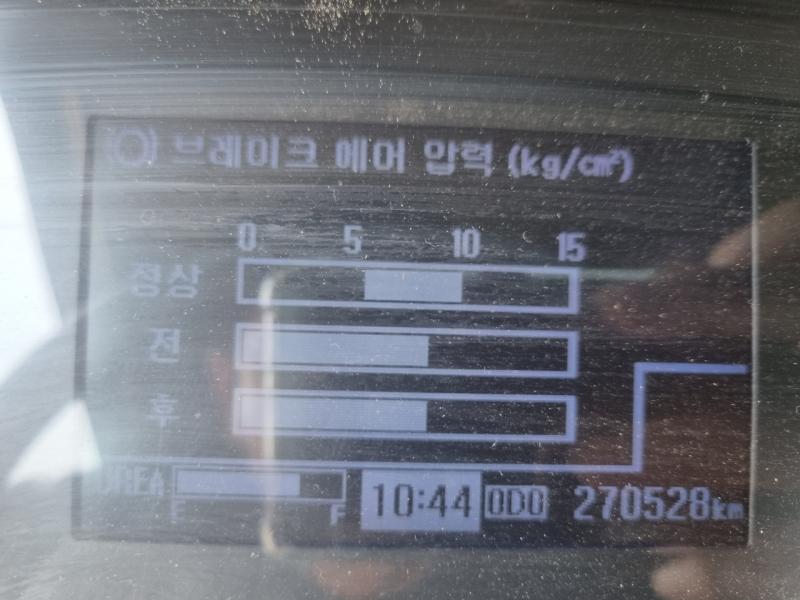 브레이크 에어 압력 (kg/cm²)
0 5 10 15
정상
전
후
UREA E F 10:44 ODO 270528km